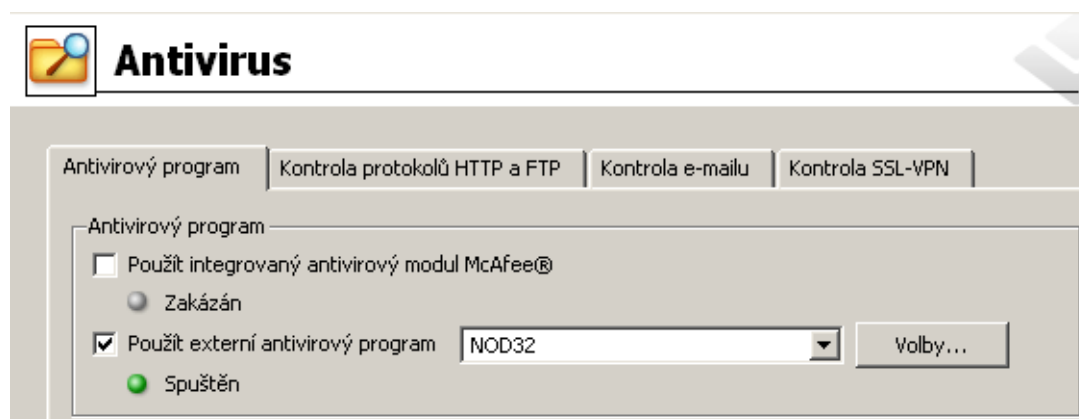 Antivirus
Antivirový program
Kontrola protokolů HTTP a FTP
Kontrola e-mailu
Kontrola SSL-VPN
Antivirový program
Použít integrovaný antivirový modul McAfee®
Zakázán
Použít externí antivirový program
NOD32
Volby...
Spuštěn